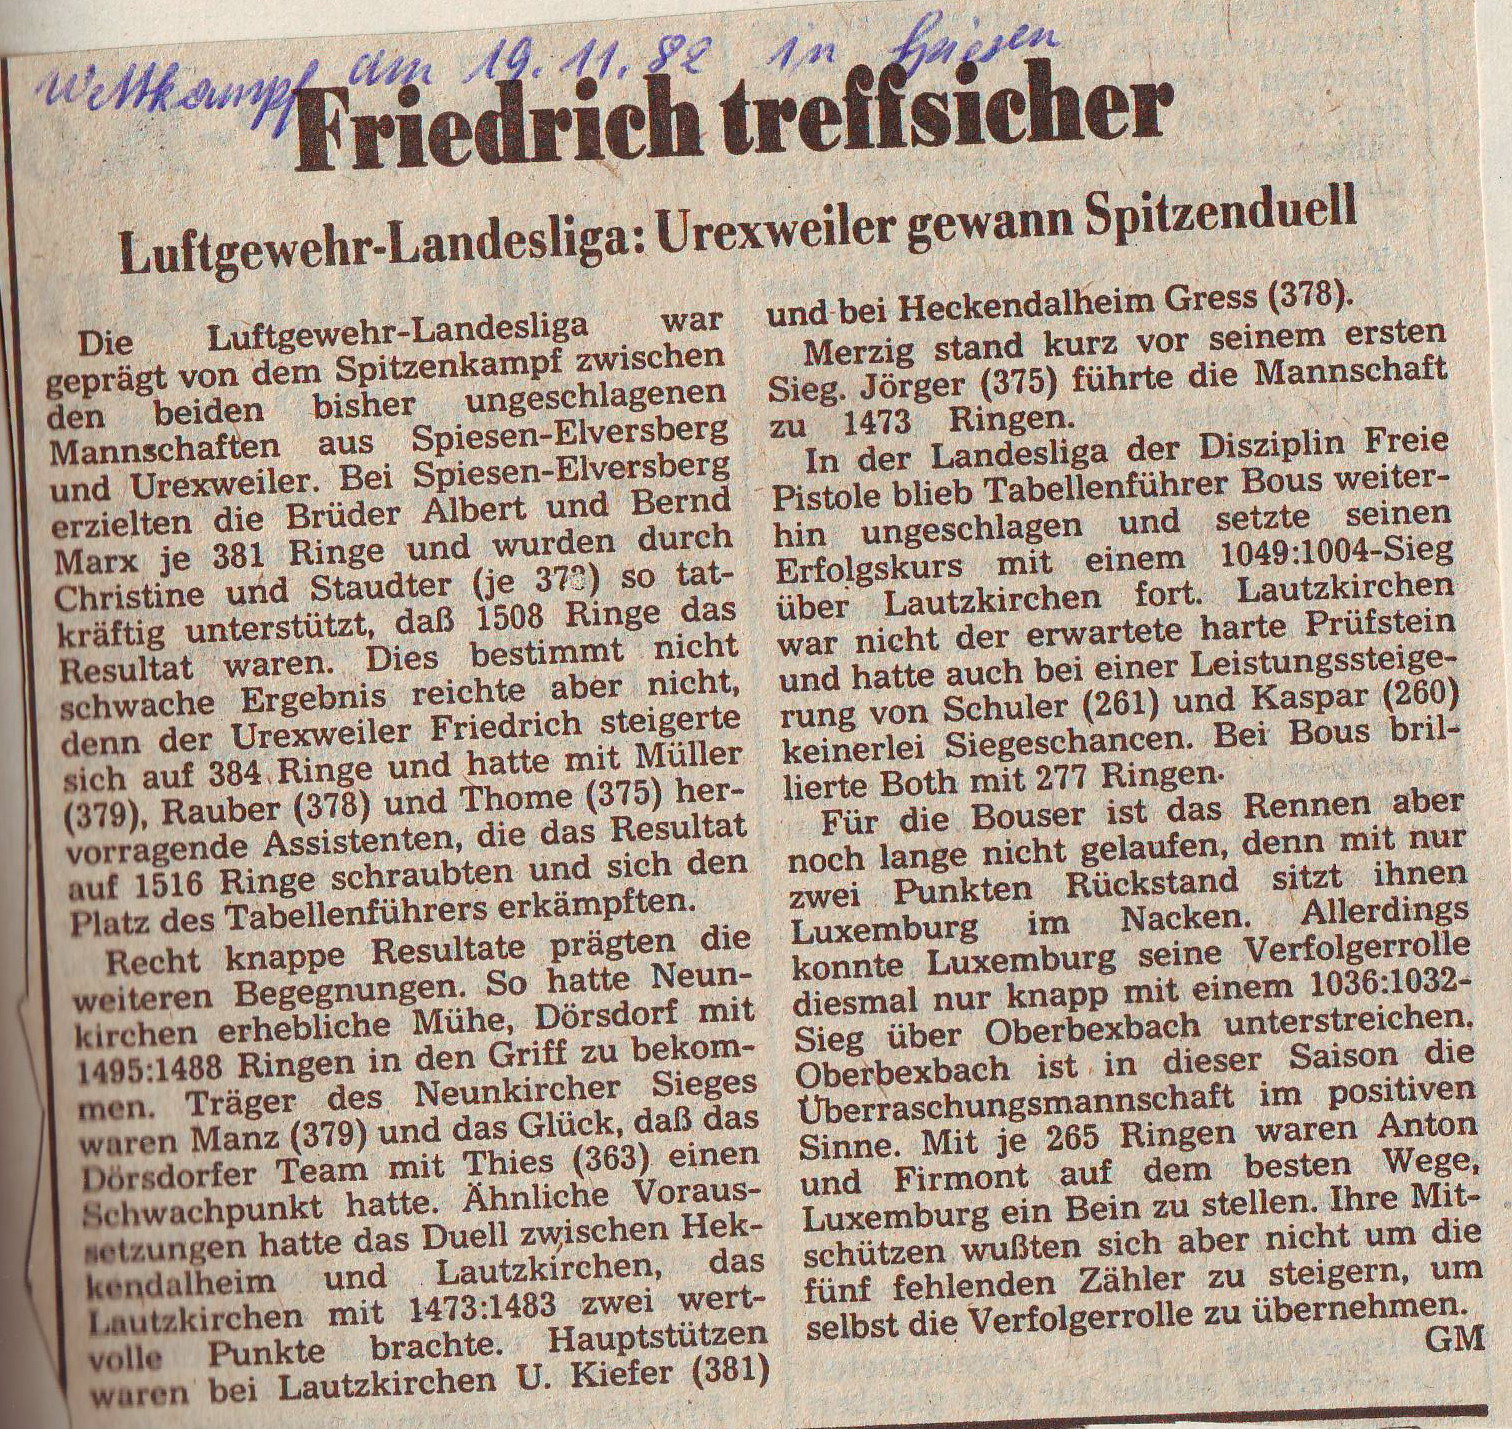 Wettkampf am 19.11.82 in Spiesen
Friedrich treffsicher
Luftgewehr-Landesliga: Urexweiler gewann Spitzenduell
Die Luftgewehr-Landesliga war
geprägt von dem Spitzenkampf zwischen
den beiden bisher ungeschlagenen
Mannschaften aus Spiesen-Elversberg
und Urexweiler. Bei Spiesen-Elversberg
erzielten die Brüder Albert und Bernd
Marx je 381 Ringe und wurden durch
Christine und Staudter (je 373) so tat-
kräftig unterstützt, daß 1508 Ringe das
Resultat waren. Dies bestimmt nicht
schwache Ergebnis reichte aber nicht,
denn der Urexweiler Friedrich steigerte
sich auf 384 Ringe und hatte mit Müller
(379), Rauber (378) und Thome (375) her-
vorragende Assistenten, die das Resultat
auf 1516 Ringe schraubten und sich den
Platz des Tabellenführers erkämpften.
Recht knappe Resultate prägten die
weiteren Begegnungen. So hatte Neun-
kirchen erhebliche Mühe, Dörsdorf mit
1495:1488 Ringen in den Griff zu bekom-
men. Träger des Neunkircher Sieges
waren Manz (379) und das Glück, daß das
Dörsdorfer Team mit Thies (363) einen
Schwachpunkt hatte. Ähnliche Voraus-
setzungen hatte das Duell zwischen Hek-
kendalheim und Lautzkirchen, das
Lautzkirchen mit 1473:1483 zwei wert-
volle Punkte brachte. Hauptstützen
waren bei Lautzkirchen U. Kiefer (381)
und bei Heckendalheim Gress (378).
Merzig stand kurz vor seinem ersten
Sieg. Jörger (375) führte die Mannschaft
zu 1473 Ringen.
In der Landesliga der Disziplin Freie
Pistole blieb Tabellenführer Bous weiter-
hin ungeschlagen und setzte seinen
Erfolgskurs mit einem 1049:1004-Sieg
über Lautzkirchen fort. Lautzkirchen
war nicht der erwartete harte Prüfstein
und hatte auch bei einer Leistungssteige-
rung von Schuler (261) und Kaspar (260)
keinerlei Siegeschancen. Bei Bous bril-
lierte Both mit 277 Ringen.
Für die Bouser ist das Rennen aber
noch lange nicht gelaufen, denn mit nur
zwei Punkten Rückstand sitzt ihnen
Luxemburg im Nacken. Allerdings
konnte Luxemburg seine Verfolgerrolle
diesmal nur knapp mit einem 1036:1032-
Sieg über Oberbexbach unterstreichen.
Oberbexbach ist in dieser Saison die
Überraschungsmannschaft im positiven
Sinne. Mit je 265 Ringen waren Anton
und Firmont auf dem besten Wege,
Luxemburg ein Bein zu stellen. Ihre Mit-
schützen wußten sich aber nicht um die
fünf fehlenden Zähler zu steigern, um
selbst die Verfolgerrolle zu übernehmen.
GM